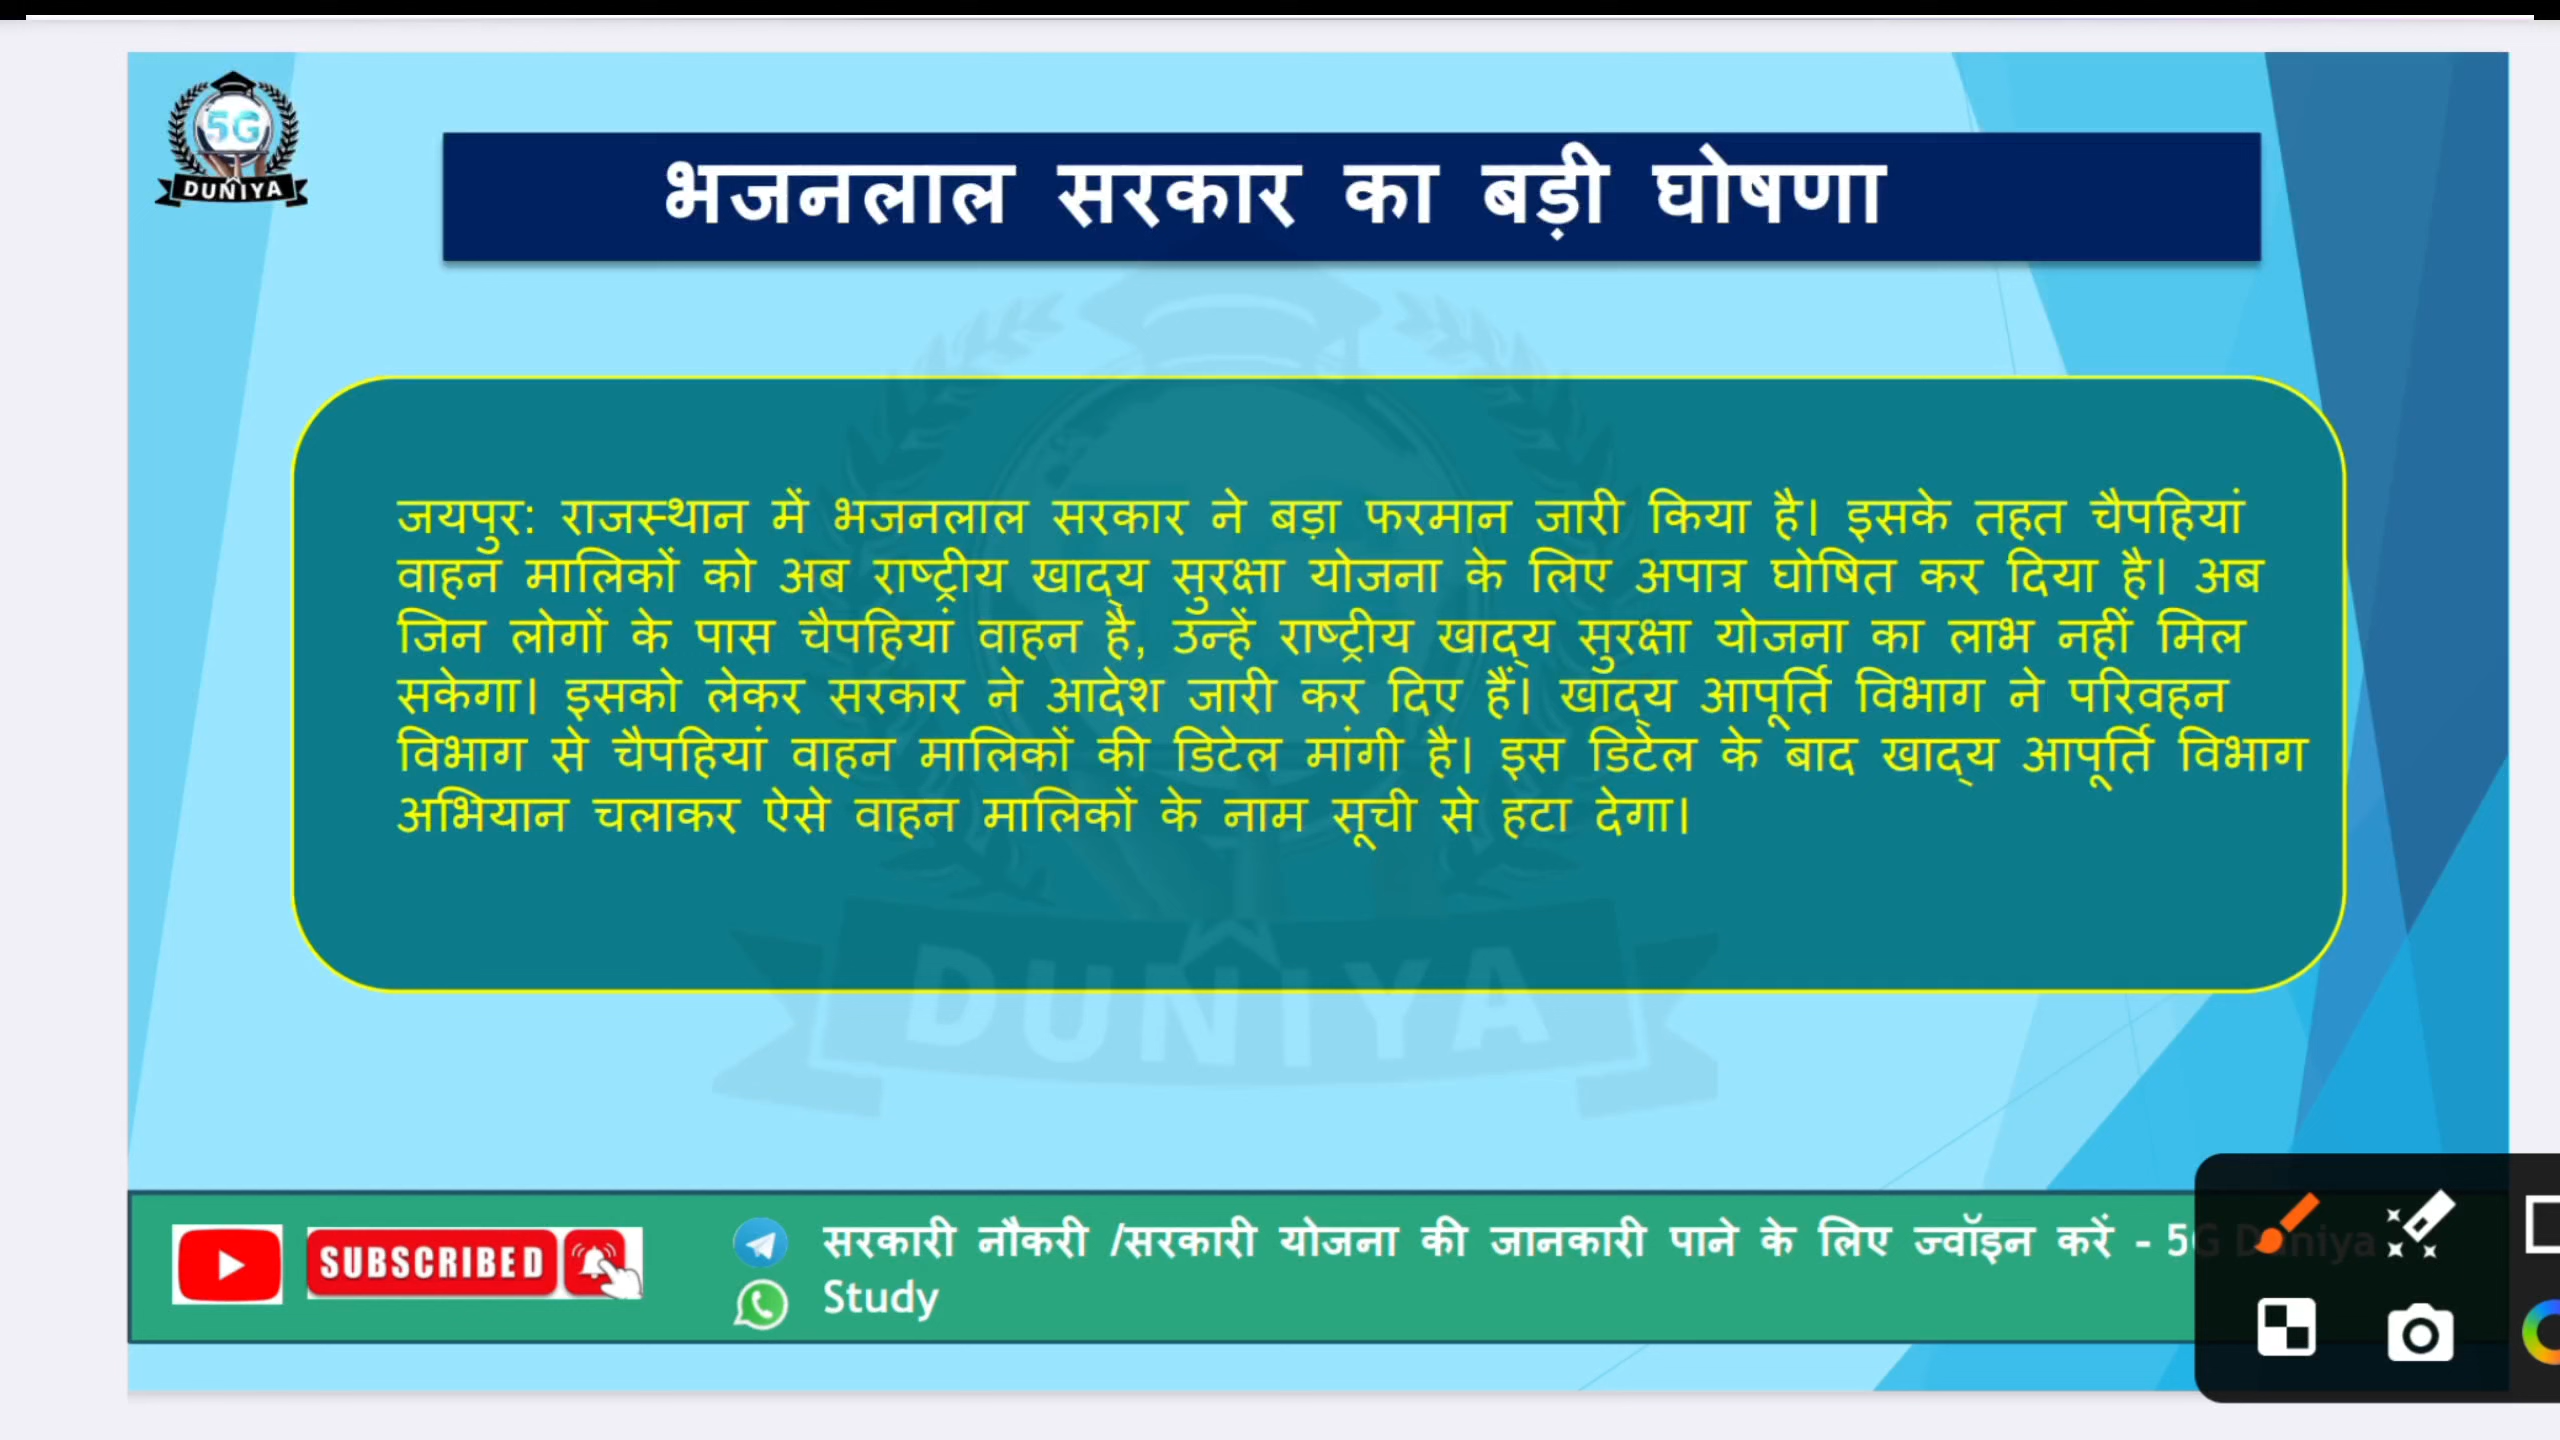 5G
DUNIYA
भजनलाल सरकार का बड़ी घोषणा
जयपुर: राजस्थान में भजनलाल सरकार ने बड़ा फरमान जारी किया है। इसके तहत चैपहियां
वाहन मालिकों को अब राष्ट्रीय खाद्य सुरक्षा योजना के लिए अपात्र घोषित कर दिया है। अब
जिन लोगों के पास चैपहियां वाहन है, उन्हें राष्ट्रीय खाद्य सुरक्षा योजना का लाभ नहीं मिल
सकेगा। इसको लेकर सरकार ने आदेश जारी कर दिए हैं। खाद्य आपूर्ति विभाग ने परिवहन
विभाग से चैपहियां वाहन मालिकों की डिटेल मांगी है। इस डिटेल के बाद खाद्य आपूर्ति विभाग
अभियान चलाकर ऐसे वाहन मालिकों के नाम सूची से हटा देगा।
DUNIYA
SUBSCRIBED
सरकारी नौकरी /सरकारी योजना की जानकारी पाने के लिए ज्वॉइन करें - 5G Duniya
Study